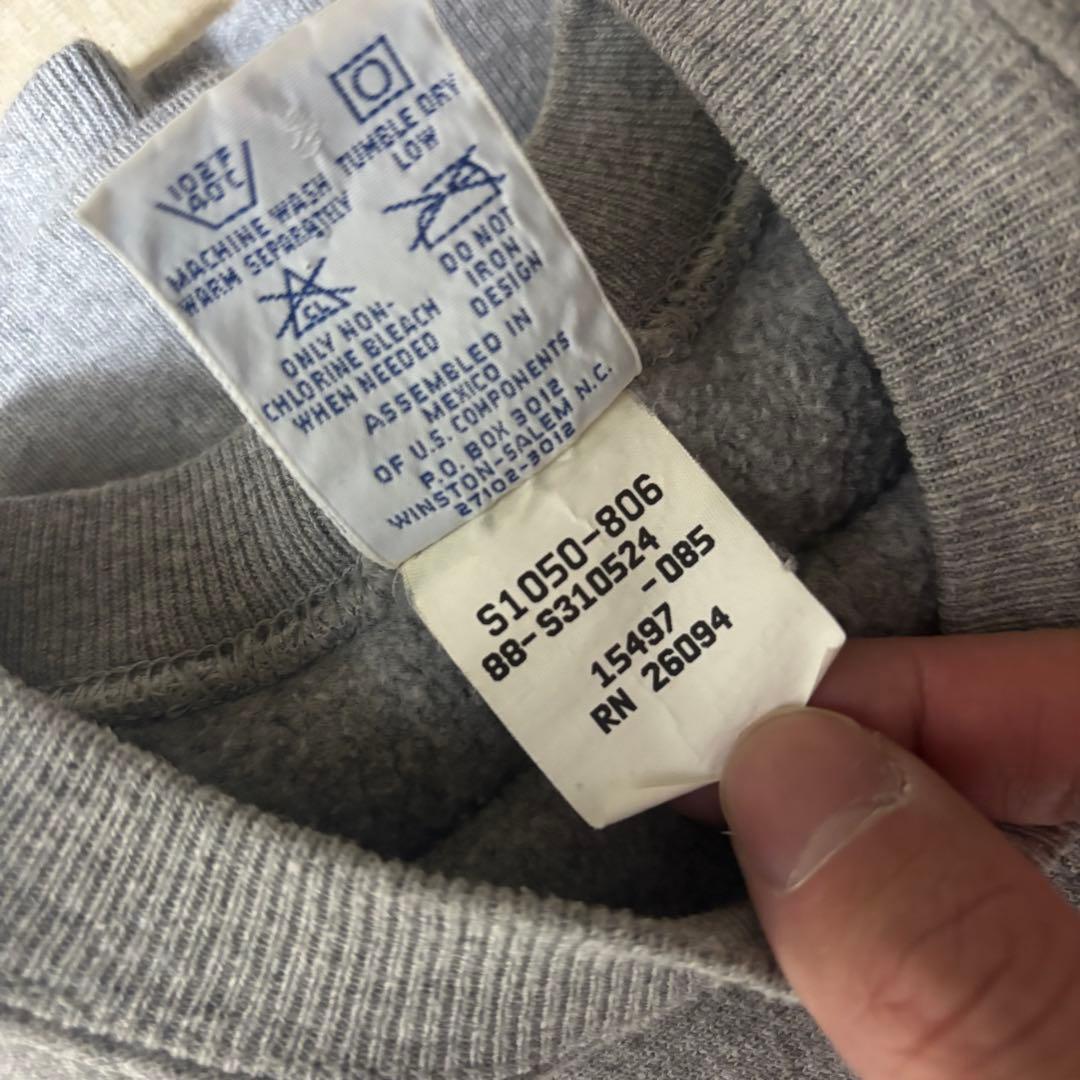 102°F
40°C
MACHINE WASH
WARM SEPARATELY
TUMBLE DRY
LOW
CL
ONLY NON-
CHLORINE BLEACH
WHEN NEEDED
DO NOT
IRON
DESIGN
ASSEMBLED IN
MEXICO
OF U.S. COMPONENTS
P.O. BOX 3012
WINSTON-SALEM N.C.
27102-3012
S1050-806
88-S310524
-085
15497
RN 26094